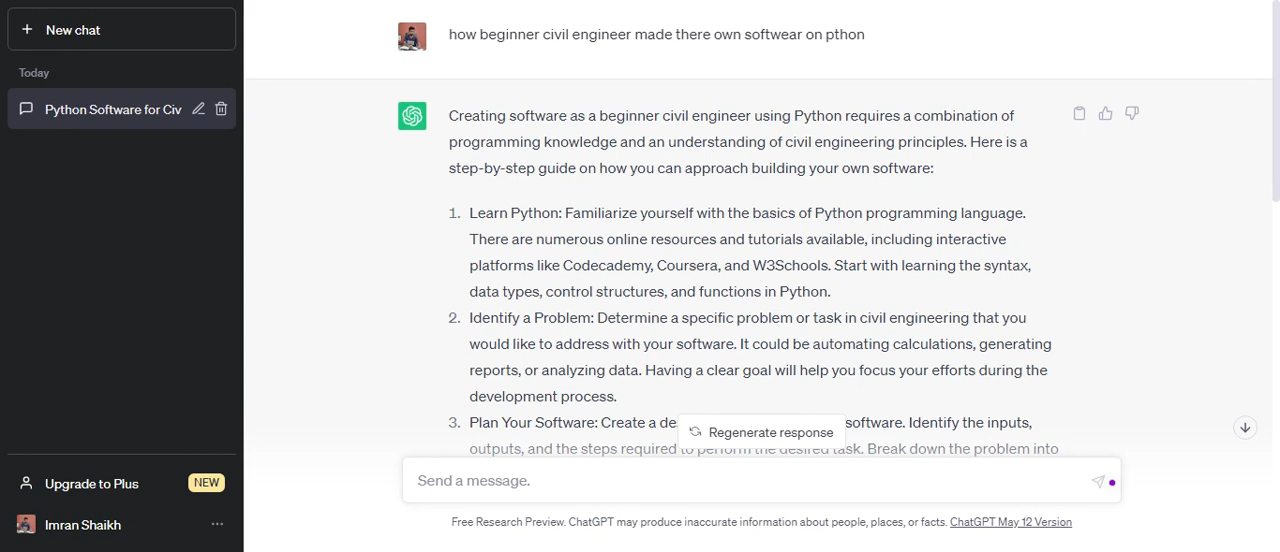 New chat
Today
Python Software for Civ
Upgrade to Plus NEW
Imran Shaikh
how beginner civil engineer made there own softwear on pthon
Creating software as a beginner civil engineer using Python requires a combination of
programming knowledge and an understanding of civil engineering principles. Here is a
step-by-step guide on how you can approach building your own software:
1. Learn Python: Familiarize yourself with the basics of Python programming language.
There are numerous online resources and tutorials available, including interactive
platforms like Codecademy, Coursera, and W3Schools. Start with learning the syntax,
data types, control structures, and functions in Python.
2. Identify a Problem: Determine a specific problem or task in civil engineering that you
would like to address with your software. It could be automating calculations, generating
reports, or analyzing data. Having a clear goal will help you focus your efforts during the
development process.
3. Plan Your Software: Create a de software. Identify the inputs,
Regenerate response
outputs, and the steps required to perform the desired task. Break down the problem into
Send a message.
Free Research Preview. ChatGPT may produce inaccurate information about people, places, or facts. ChatGPT May 12 Version